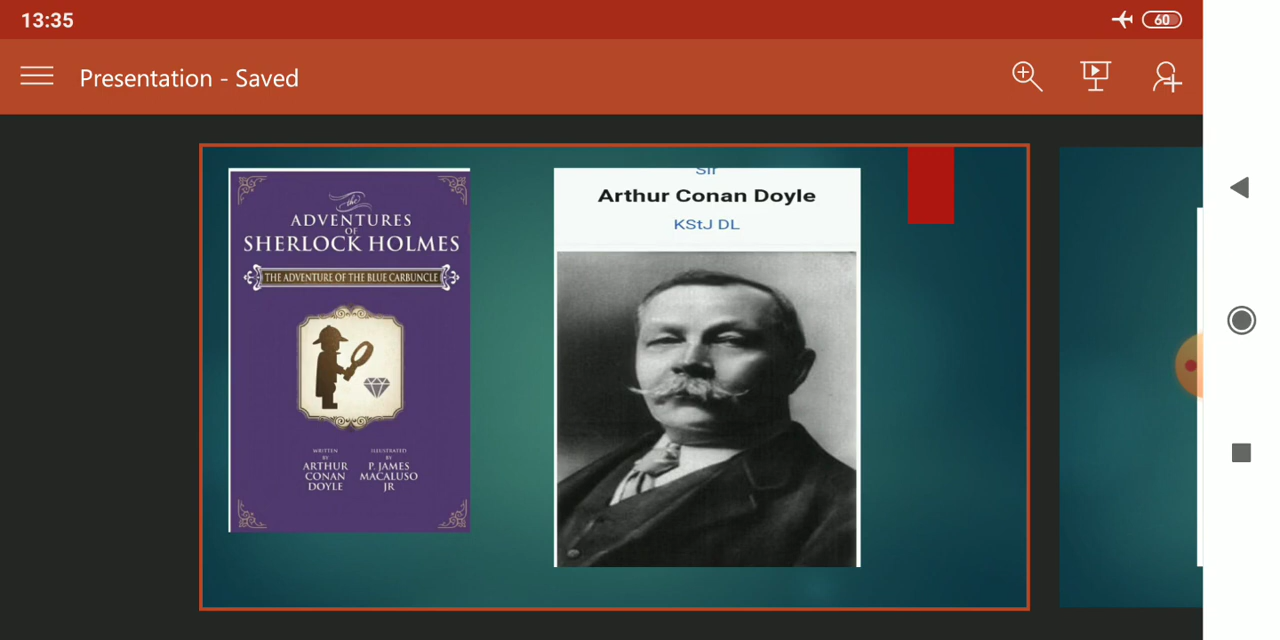 13:35
60
Presentation - Saved
the
ADVENTURES
OF
SHERLOCK HOLMES
THE ADVENTURE OF THE BLUE CARBUNCLE
WRITTEN
BY
ARTHUR
CONAN
DOYLE
ILLUSTRATED
BY
P. JAMES
MACALUSO
JR
Sir
Arthur Conan Doyle
KStJ DL